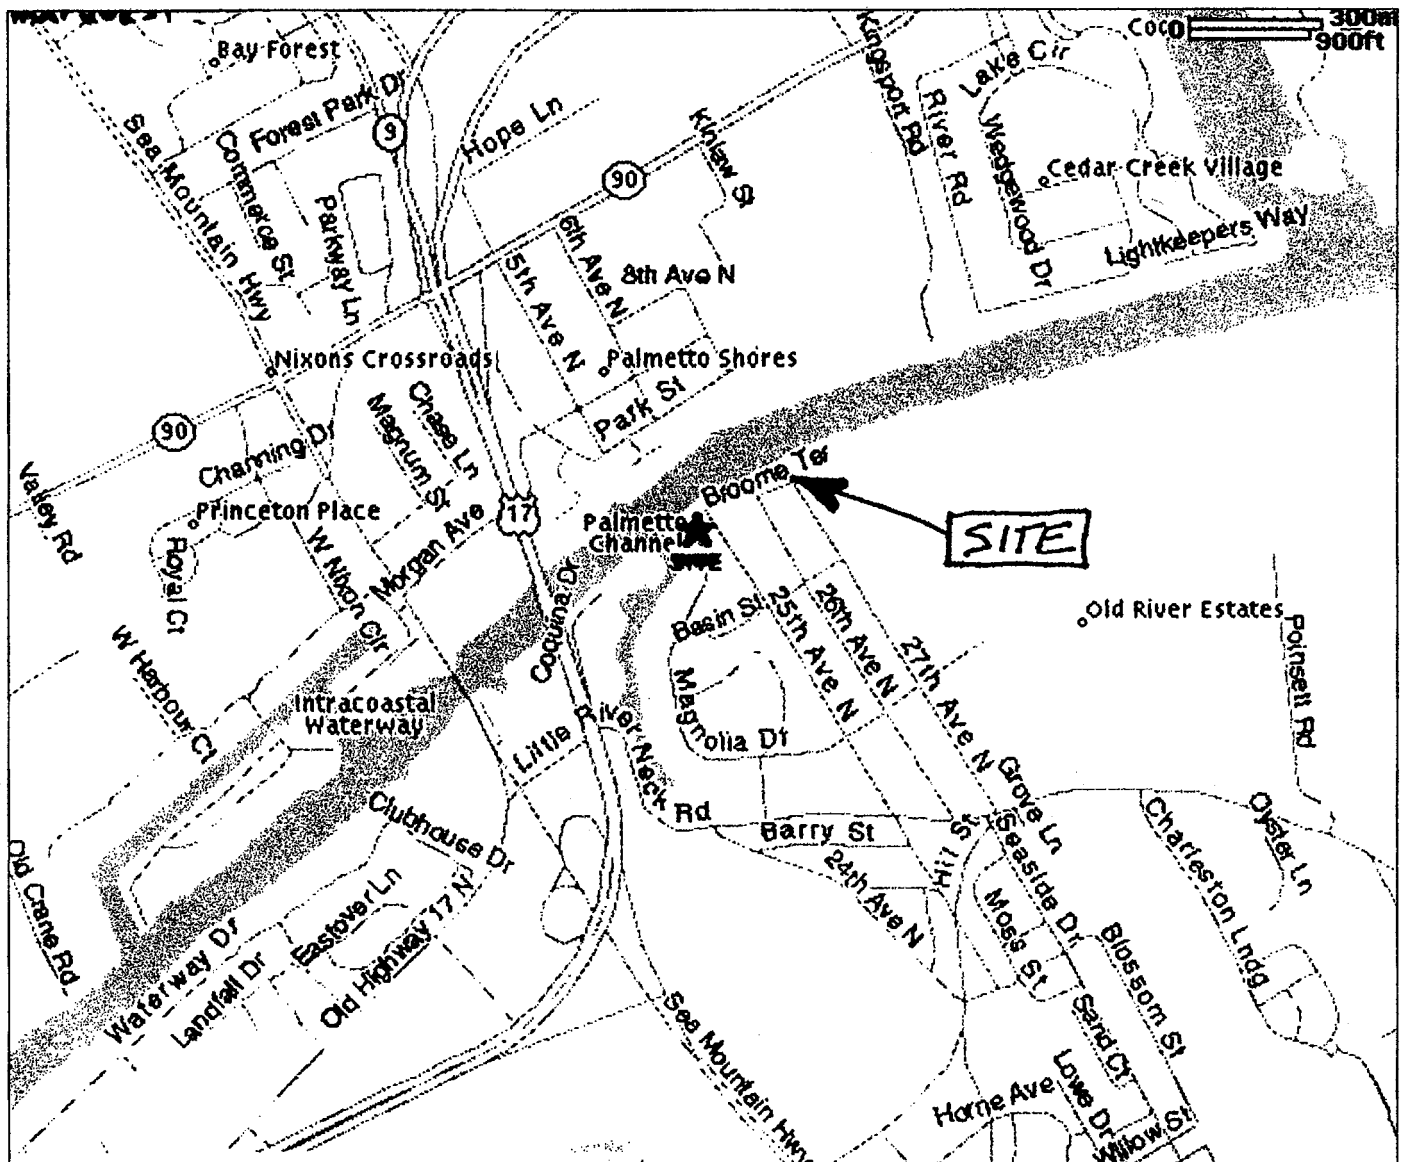 Coc0
300m
900ft
Bay Forest
Forest Park Dr
9
Hope Ln
Kingsport Rd
River Rd
Lake Cir
Wedgewood Dr
Cedar Creek Village
Lightkeepers Way
Sea Mountain Hwy
Commerce St
Parkway Ln
90
Kinlaw St
5th Ave N
6th Ave N
8th Ave N
Nixons Crossroads
Palmetto Shores
Park St
Chase Ln
Magnum St
90
Channing Dr
Valley Rd
Princeton Place
Royal Ct
W Nixon Clr
Morgan Ave
17
Broome Ter
Palmetto
Channel
SITE
Coquina Dr
Basin St
25th Ave N
26th Ave N
27th Ave N
Old River Estates
Poinsett Rd
W Harbour Ct
Intracoastal
Waterway
Magnolia Dr
Little River Neck Rd
Clubhouse Dr
Barry St
24th Ave N
Hill St
Grove Ln
Seaside Dr
Charleston Lndg
Oyster Ln
Old Crane Rd
Waterway Dr
Landfall Dr
Eastover Ln
Old Highway 17 N
Moss St
Blossom St
Sand Ct
Sea Mountain Hwy
Horne Ave
Lowe Dr
Willow St